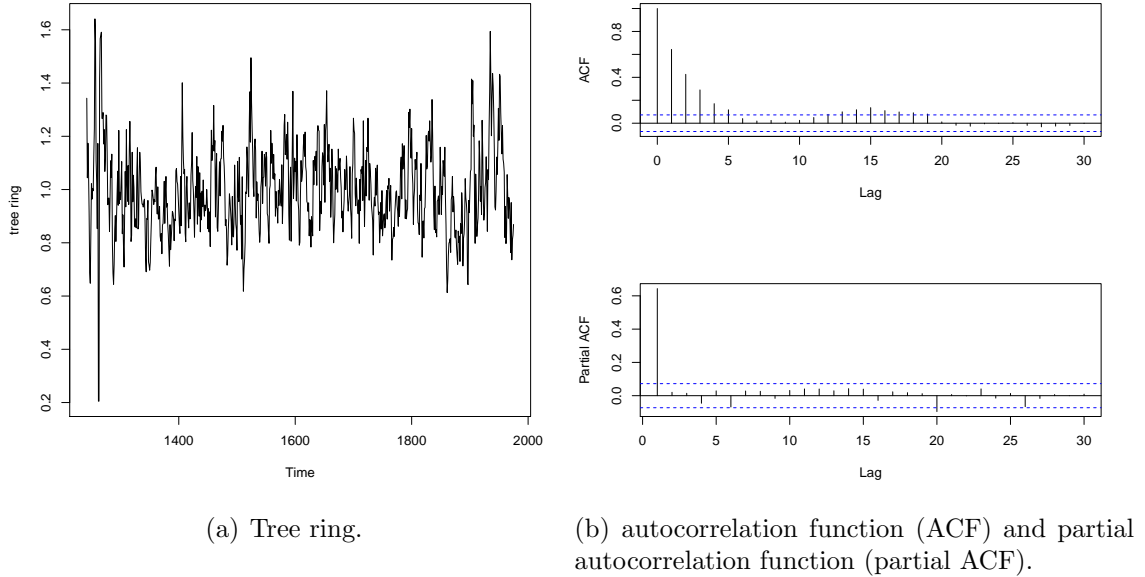 tree ring
1.6
1.4
1.2
1.0
0.8
0.6
0.4
0.2
1400 1600 1800 2000
Time
ACF
0.8
0.4
0.0
0 5 10 15 20 25 30
Lag
Partial ACF
0.6
0.4
0.2
0.0
0 5 10 15 20 25 30
Lag
(a) Tree ring.
(b) autocorrelation function (ACF) and partial
autocorrelation function (partial ACF).